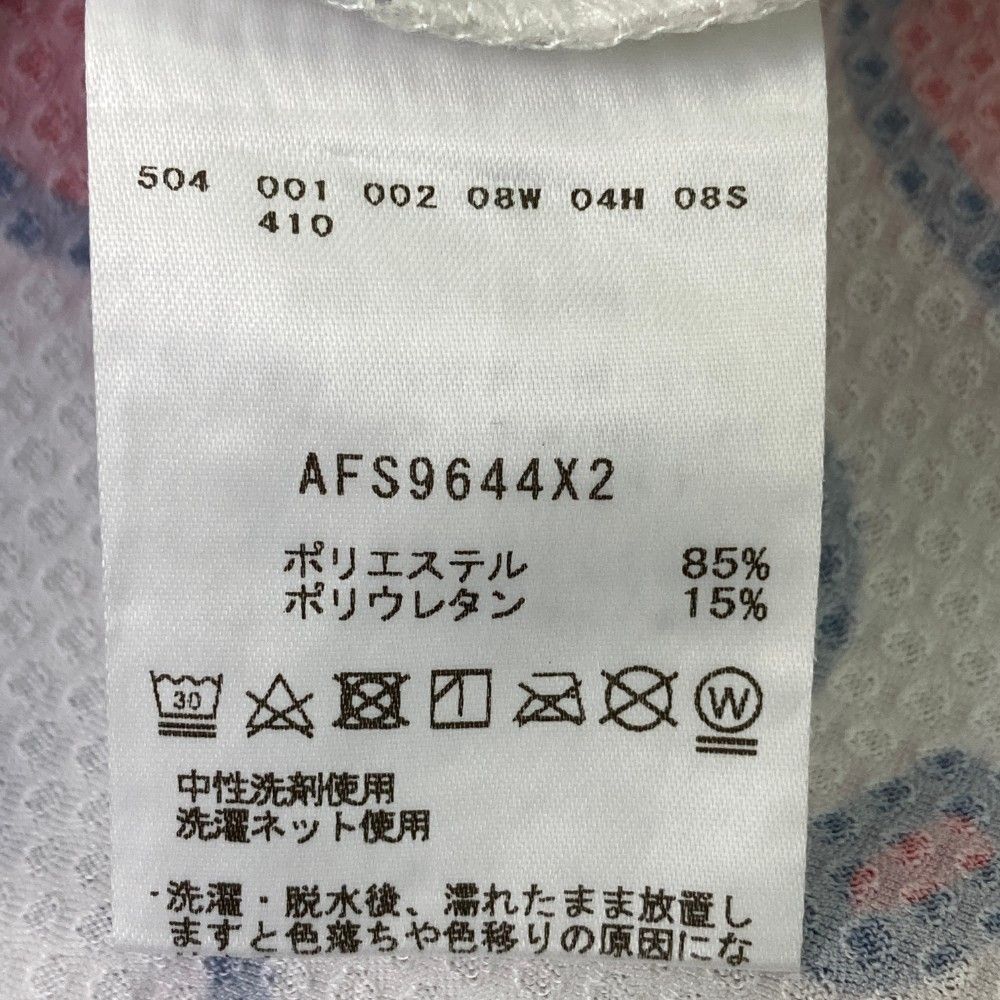 504 001 002 08W 04H 08S
410
AFS9644X2
ポリエステル 85%
ポリウレタン 15%
30 W
中性洗剤使用
洗濯ネット使用
・洗濯・脱水後、濡れたまま放置し
ますと色落ちや色移りの原因にな